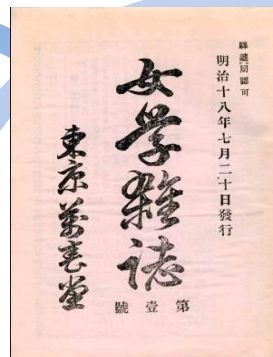 驛遞局認可
明治十八年七月二十日發行
女学雜誌
第壹號
東京萬春堂